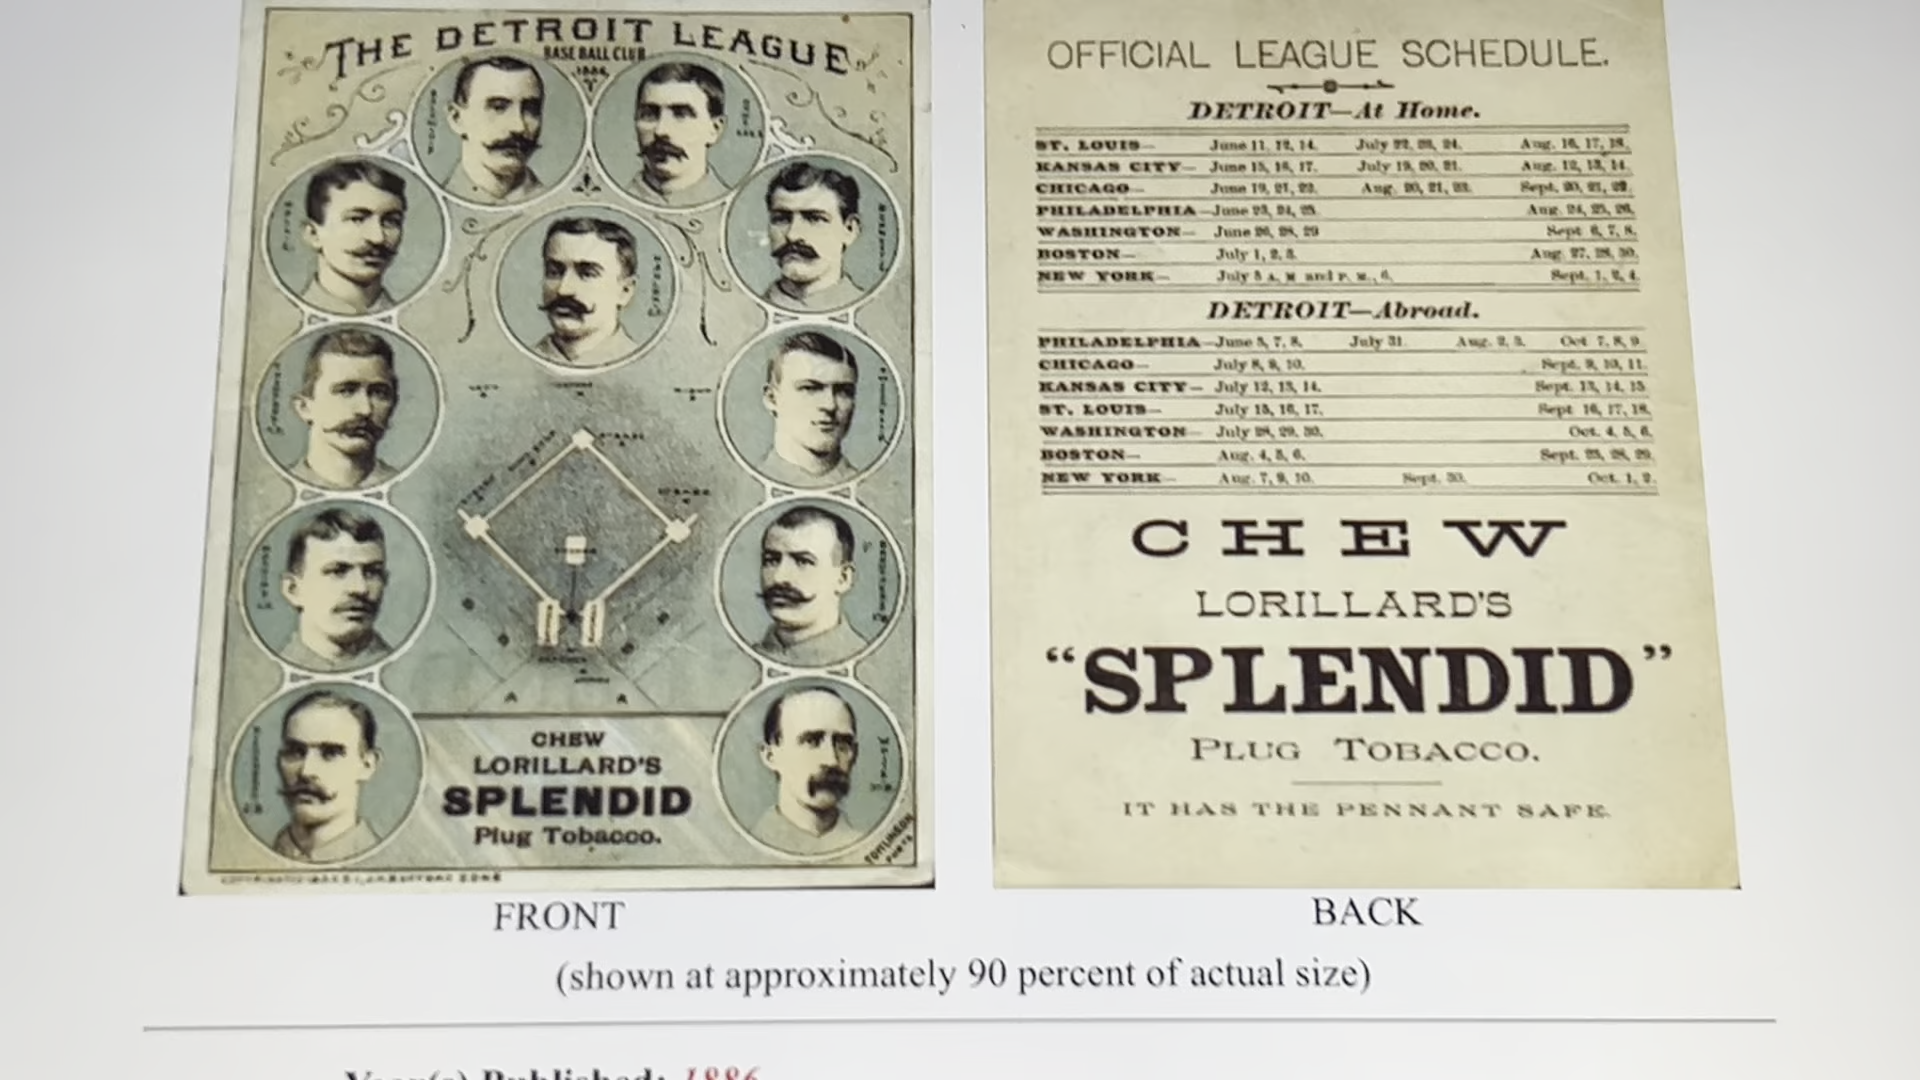 THE DETROIT LEAGUE
BASE BALL CLUB
1886
CHEW
LORILLARD'S
SPLENDID
Plug Tobacco.
TOMLINSON
FRONT
OFFICIAL LEAGUE SCHEDULE.
DETROIT—At Home.
ST. LOUIS— June 11, 12, 14. July 22, 23, 24. Aug. 16, 17, 18.
KANSAS CITY— June 15, 16, 17. July 19, 20, 21. Aug. 12, 13, 14.
CHICAGO— June 19, 21, 22. Aug. 20, 21, 23. Sept. 20, 21, 22.
PHILADELPHIA—June 23, 24, 25. Aug. 24, 25, 26.
WASHINGTON— June 26, 28, 29 Sept 6, 7, 8.
BOSTON— July 1, 2, 3. Aug. 27, 28, 30.
NEW YORK— July 5 A. M and P. M., 6. Sept. 1, 2, 4.
DETROIT—Abroad.
PHILADELPHIA—June 5, 7, 8. July 31. Aug. 2, 3. Oct 7, 8, 9
CHICAGO— July 8, 9, 10. Sept. 9, 10, 11.
KANSAS CITY— July 12, 13, 14. Sept. 13, 14, 15
ST. LOUIS— July 15, 16, 17. Sept 16, 17, 18.
WASHINGTON— July 28, 29, 30. Oct. 4, 5, 6.
BOSTON— Aug. 4, 5, 6. Sept. 25, 28, 29.
NEW YORK— Aug. 7, 9, 10. Sept. 30. Oct. 1, 2.
CHEW
LORILLARD'S
“SPLENDID”
PLUG TOBACCO.
IT HAS THE PENNANT SAFE.
BACK
(shown at approximately 90 percent of actual size)
Year(s) Published: 1886